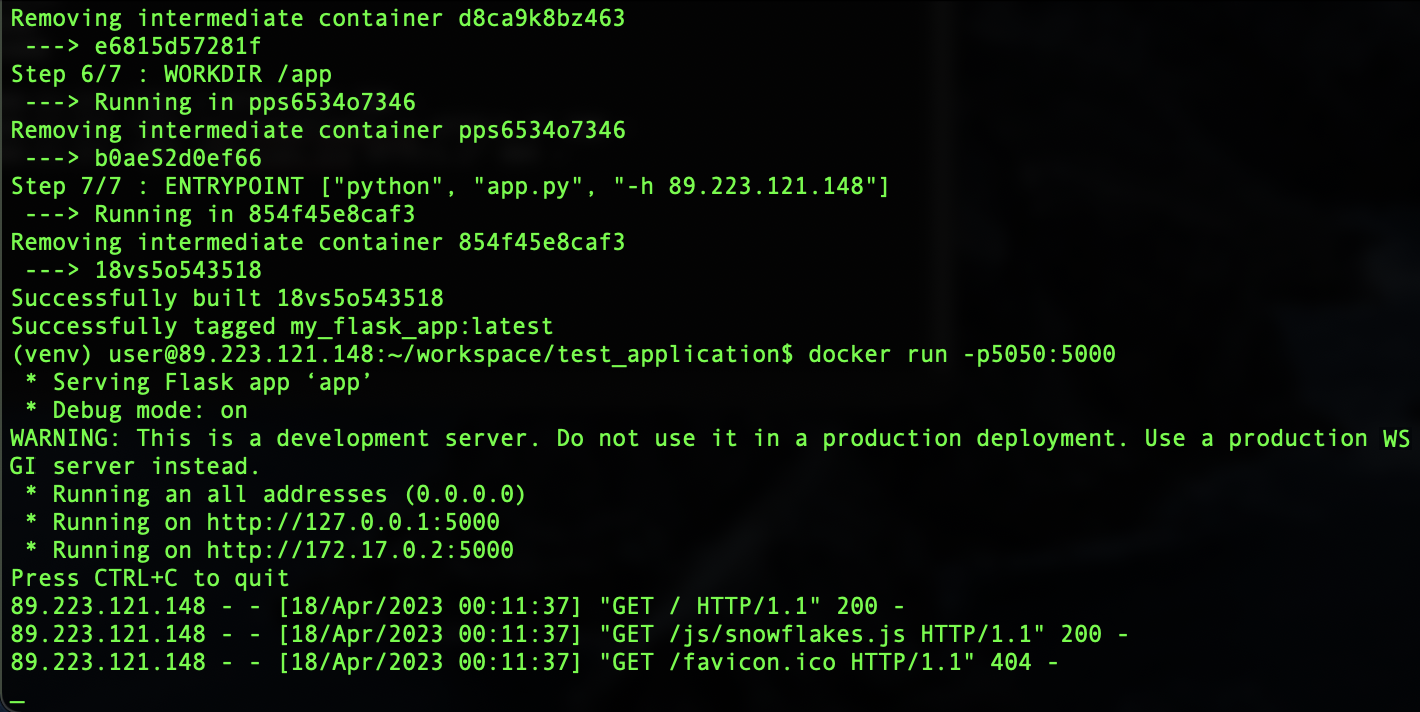 Removing intermediate container d8ca9k8bz463
 ---> e6815d57281f
Step 6/7 : WORKDIR /app
 ---> Running in pps6534o7346
Removing intermediate container pps6534o7346
 ---> b0aeS2d0ef66
Step 7/7 : ENTRYPOINT ["python", "app.py", "-h 89.223.121.148"]
 ---> Running in 854f45e8caf3
Removing intermediate container 854f45e8caf3
 ---> 18vs5o543518
Successfully built 18vs5o543518
Successfully tagged my_flask_app:latest
(venv) user@89.223.121.148:~/workspace/test_application$ docker run -p5050:5000
 * Serving Flask app ‘app’
 * Debug mode: on
WARNING: This is a development server. Do not use it in a production deployment. Use a production WS
GI server instead.
 * Running an all addresses (0.0.0.0)
 * Running on http://127.0.0.1:5000
 * Running on http://172.17.0.2:5000
Press CTRL+C to quit
89.223.121.148 - - [18/Apr/2023 00:11:37] "GET / HTTP/1.1" 200 -
89.223.121.148 - - [18/Apr/2023 00:11:37] "GET /js/snowflakes.js HTTP/1.1" 200 -
89.223.121.148 - - [18/Apr/2023 00:11:37] "GET /favicon.ico HTTP/1.1" 404 -